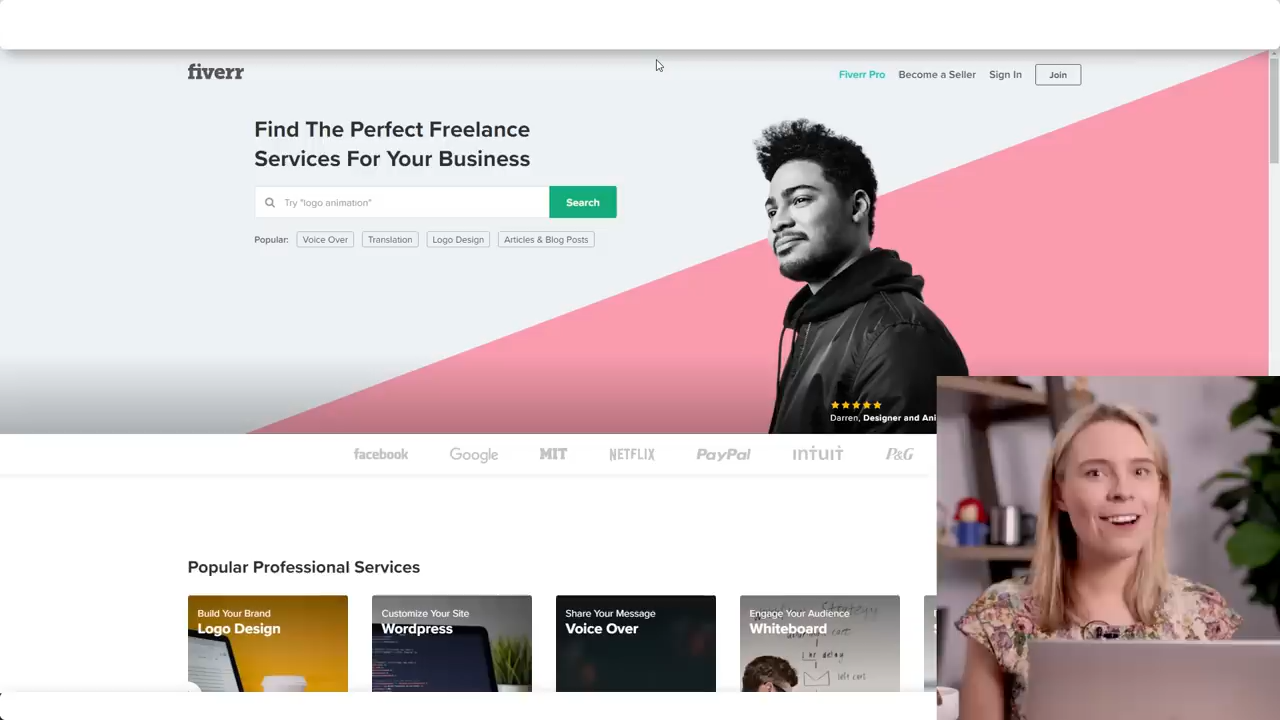 fiverr
Fiverr Pro
Become a Seller
Sign In
Join
Find The Perfect Freelance
Services For Your Business
Try "logo animation"
Search
Popular:
Voice Over
Translation
Logo Design
Articles & Blog Posts
Darren, Designer and Ani
facebook
Google
MIT
NETFLIX
PayPal
intuit
P&G
Popular Professional Services
Build Your Brand
Logo Design
Customize Your Site
Wordpress
Share Your Message
Voice Over
Engage Your Audience
Whiteboard